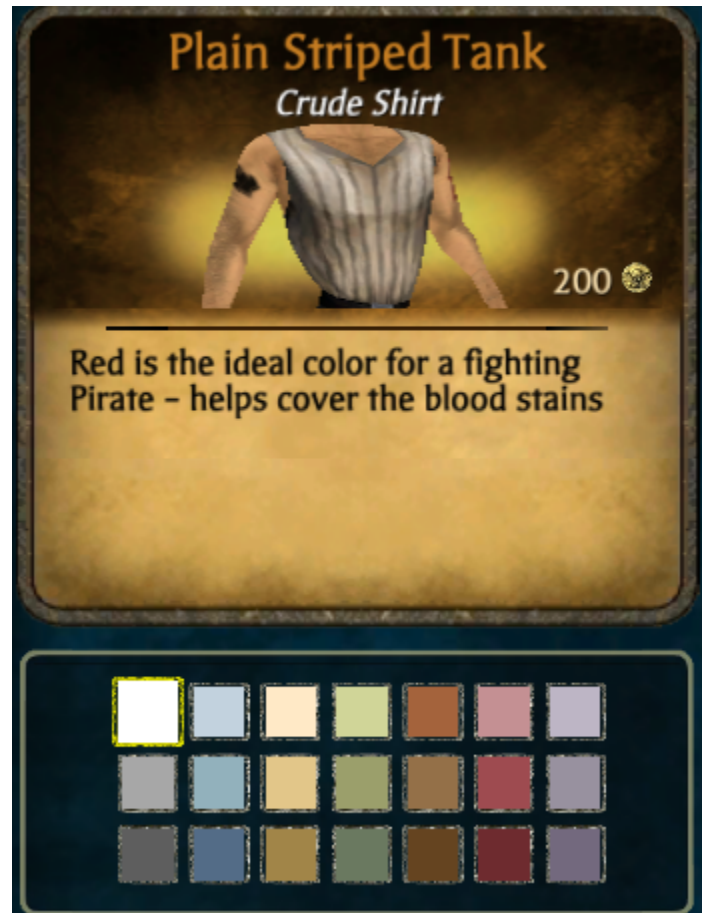 Plain Striped Tank
Crude Shirt
200
Red is the ideal color for a fighting
Pirate - helps cover the blood stains